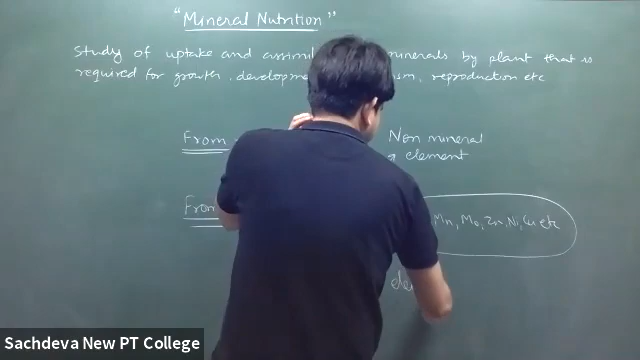 "Mineral Nutrition"
Study of uptake and assimil minerals by plant that is
required for growth, developme sm, reproduction etc
From Non mineral
element
From Mn, Mo, Zn, Ni, Cu etc
ele
Sachdeva New PT College